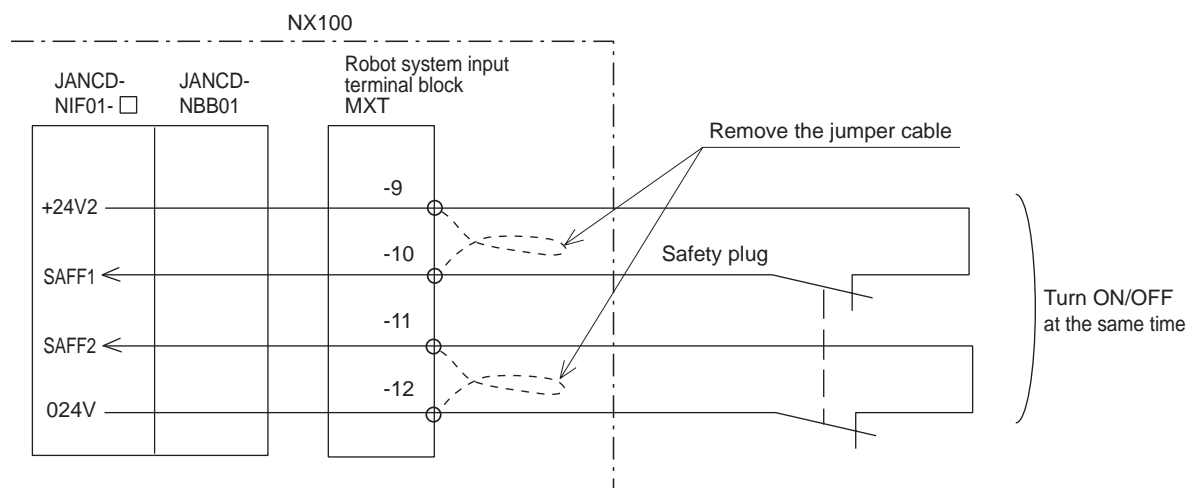 NX100
JANCD-
NIF01- □
JANCD-
NBB01
Robot system input
terminal block
MXT
Remove the jumper cable
-9
+24V2
-10
Safety plug
SAFF1
Turn ON/OFF
at the same time
-11
SAFF2
-12
024V